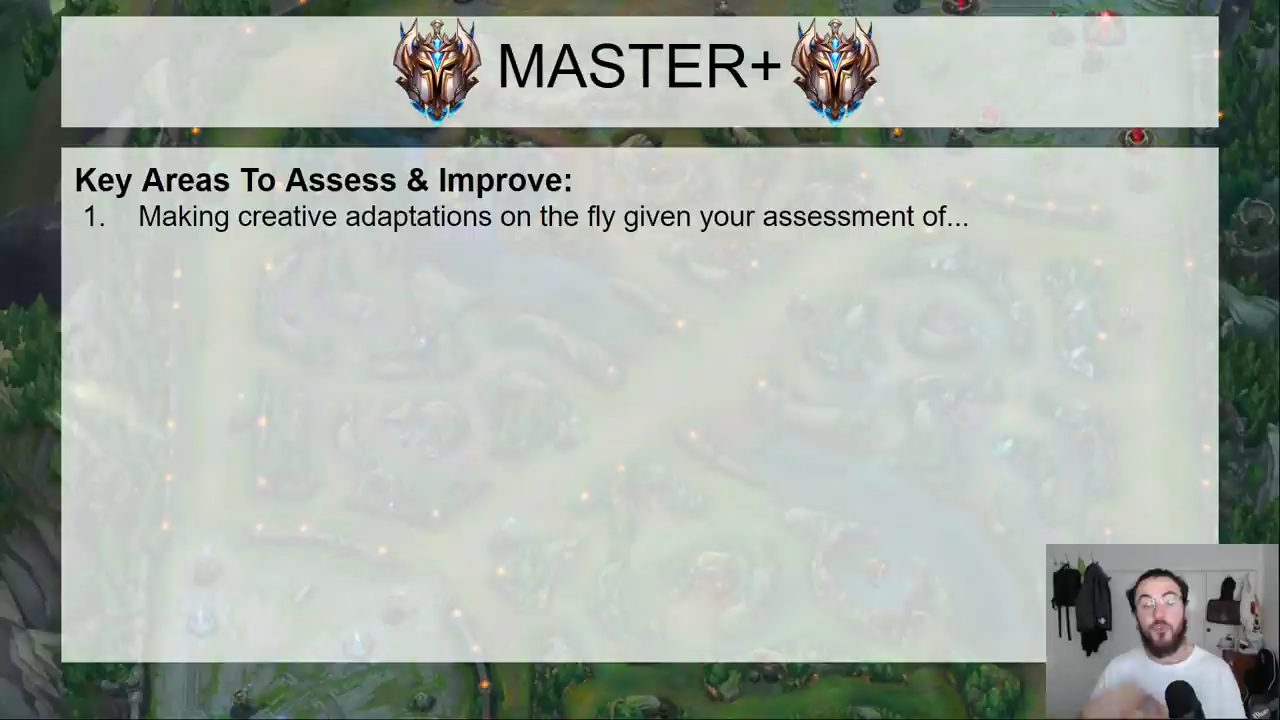 MASTER+
Key Areas To Assess & Improve:
1. Making creative adaptations on the fly given your assessment of...